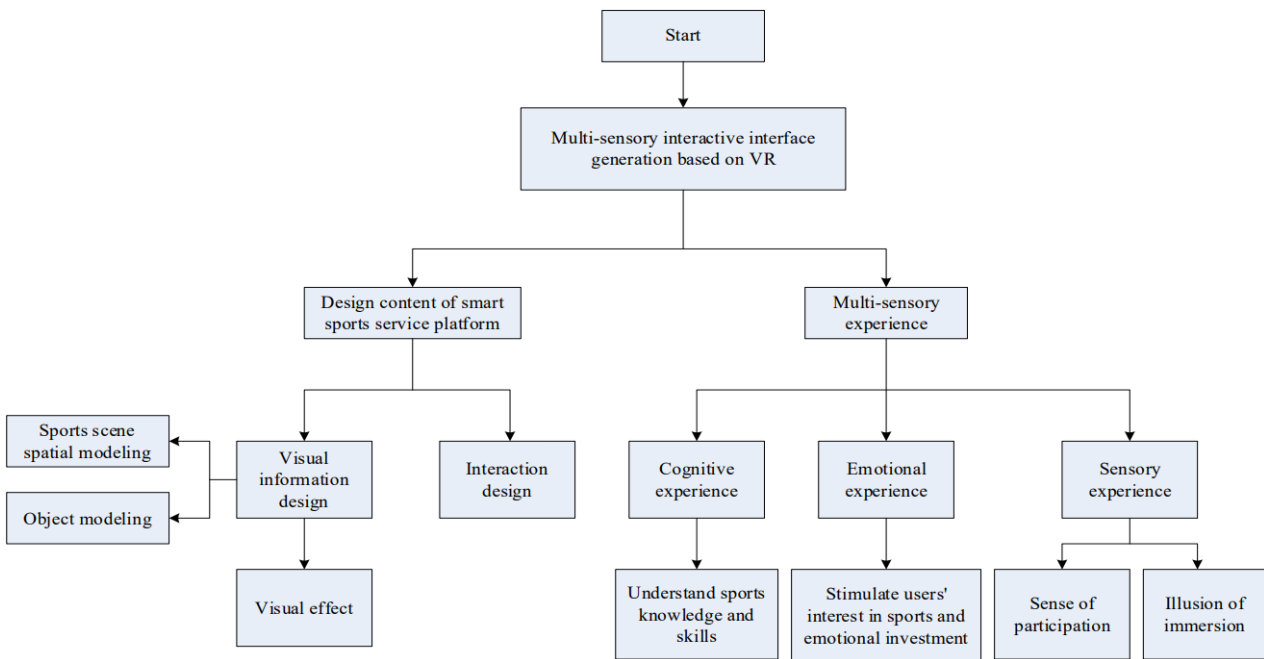 Start
Multi-sensory interactive interface
generation based on VR
Design content of smart
sports service platform
Multi-sensory
experience
Sports scene
spatial modeling
Object modeling
Visual
information
design
Interaction
design
Cognitive
experience
Emotional
experience
Sensory
experience
Visual effect
Understand sports
knowledge and
skills
Stimulate users'
interest in sports and
emotional investment
Sense of
participation
Illusion of
immersion